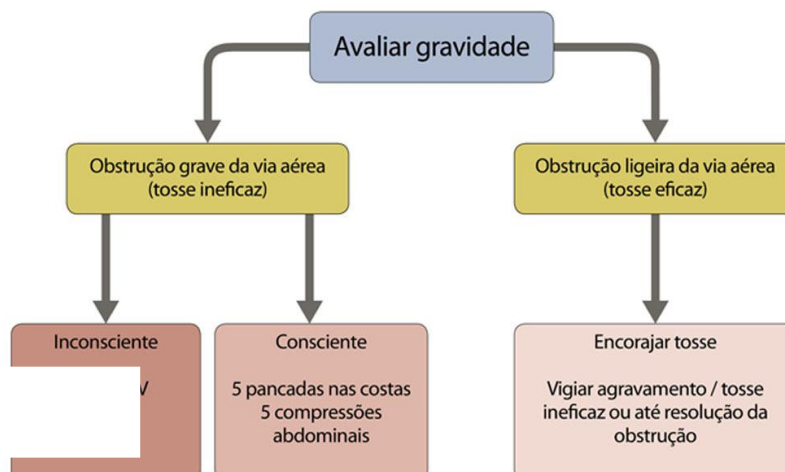 Avaliar gravidade
Obstrução grave da via aérea
(tosse ineficaz)
Obstrução ligeira da via aérea
(tosse eficaz)
Inconsciente
Consciente
5 pancadas nas costas
5 compressões
abdominais
Encorajar tosse
Vigiar agravamento / tosse
ineficaz ou até resolução da
obstrução